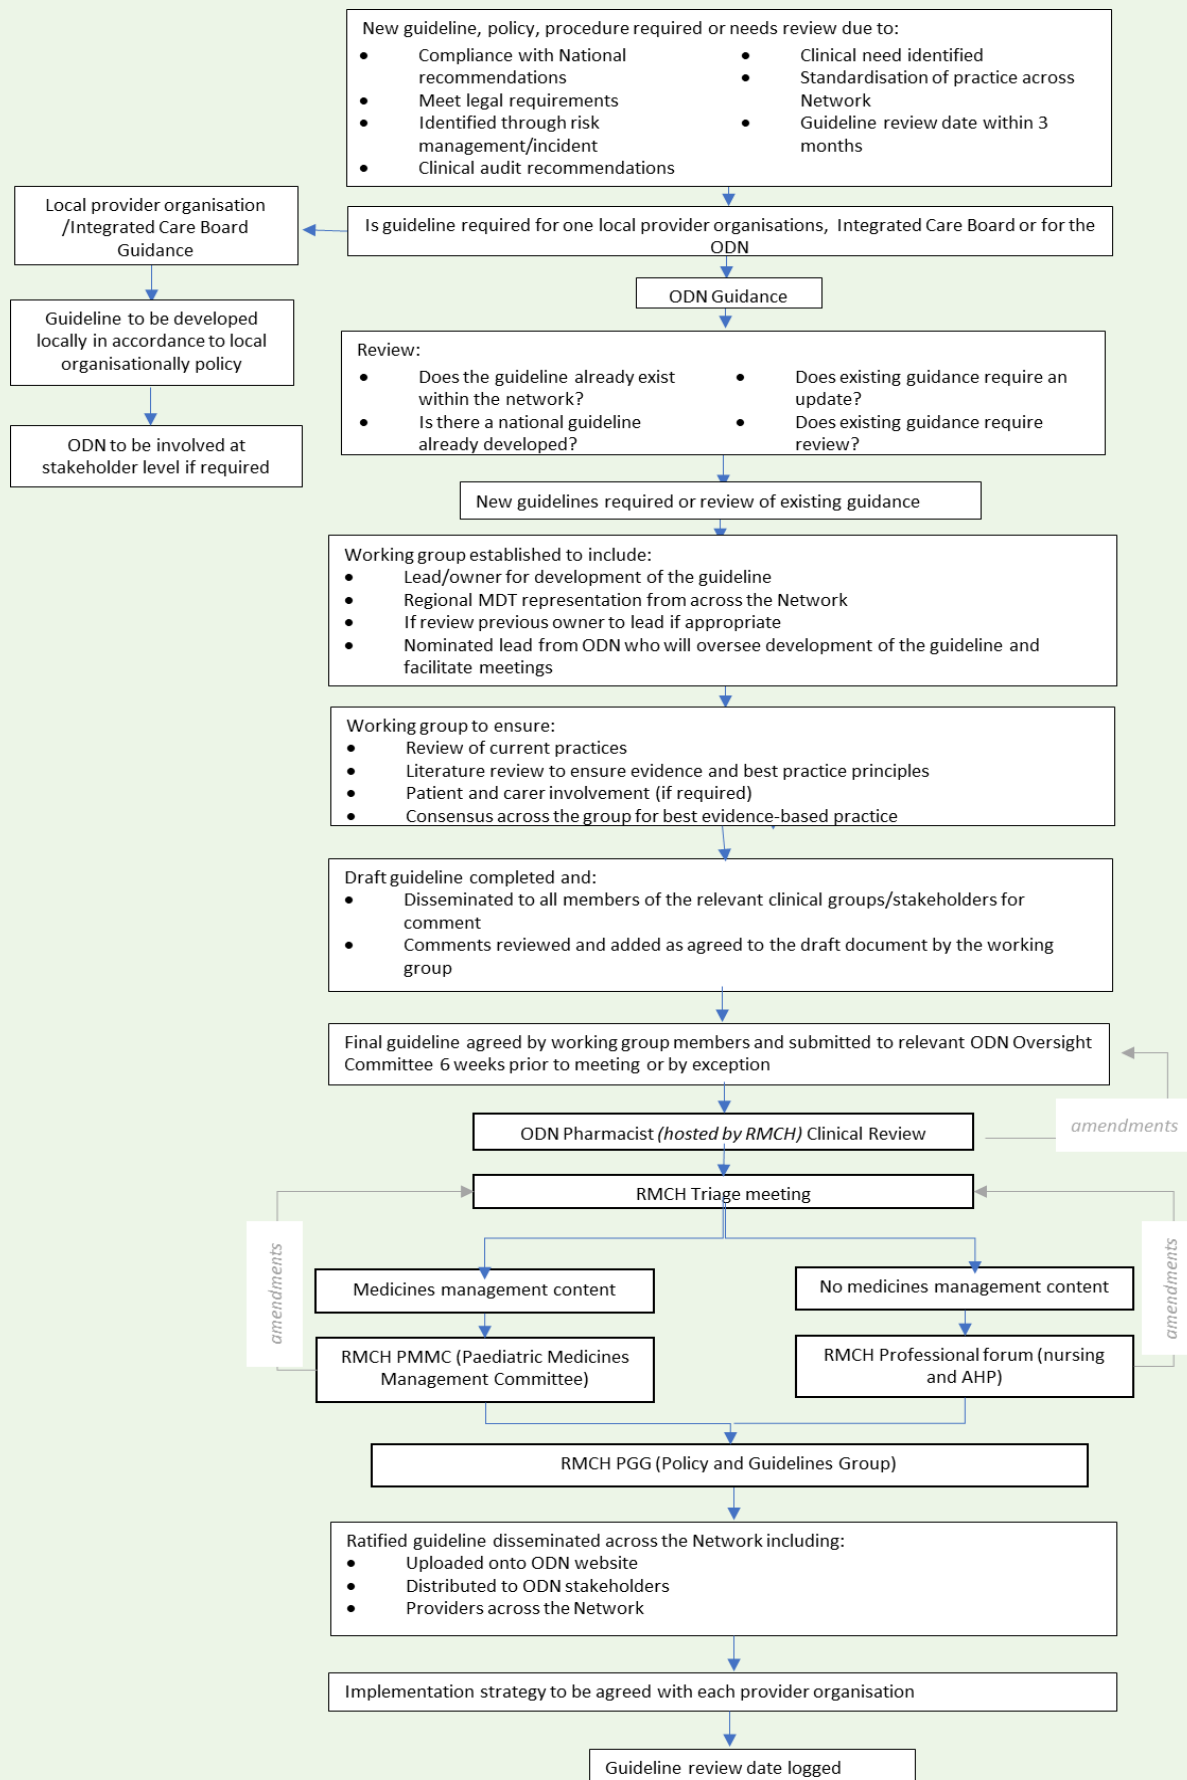 New guideline, policy, procedure required or needs review due to:
• Compliance with National
recommendations
• Meet legal requirements
• Identified through risk
management/incident
• Clinical audit recommendations
• Clinical need identified
• Standardisation of practice across
Network
• Guideline review date within 3
months
Local provider organisation
/Integrated Care Board
Guidance
Is guideline required for one local provider organisations, Integrated Care Board or for the
ODN
ODN Guidance
Guideline to be developed
locally in accordance to local
organisationally policy
Review:
• Does the guideline already exist
within the network?
• Is there a national guideline
already developed?
• Does existing guidance require an
update?
• Does existing guidance require
review?
ODN to be involved at
stakeholder level if required
New guidelines required or review of existing guidance
Working group established to include:
• Lead/owner for development of the guideline
• Regional MDT representation from across the Network
• If review previous owner to lead if appropriate
• Nominated lead from ODN who will oversee development of the guideline and
facilitate meetings
Working group to ensure:
• Review of current practices
• Literature review to ensure evidence and best practice principles
• Patient and carer involvement (if required)
• Consensus across the group for best evidence-based practice
Draft guideline completed and:
• Disseminated to all members of the relevant clinical groups/stakeholders for
comment
• Comments reviewed and added as agreed to the draft document by the working
group
Final guideline agreed by working group members and submitted to relevant ODN Oversight
Committee 6 weeks prior to meeting or by exception
amendments
ODN Pharmacist (hosted by RMCH) Clinical Review
RMCH Triage meeting
amendments
amendments
Medicines management content
No medicines management content
RMCH PMMC (Paediatric Medicines
Management Committee)
RMCH Professional forum (nursing
and AHP)
RMCH PGG (Policy and Guidelines Group)
Ratified guideline disseminated across the Network including:
• Uploaded onto ODN website
• Distributed to ODN stakeholders
• Providers across the Network
Implementation strategy to be agreed with each provider organisation
Guideline review date logged